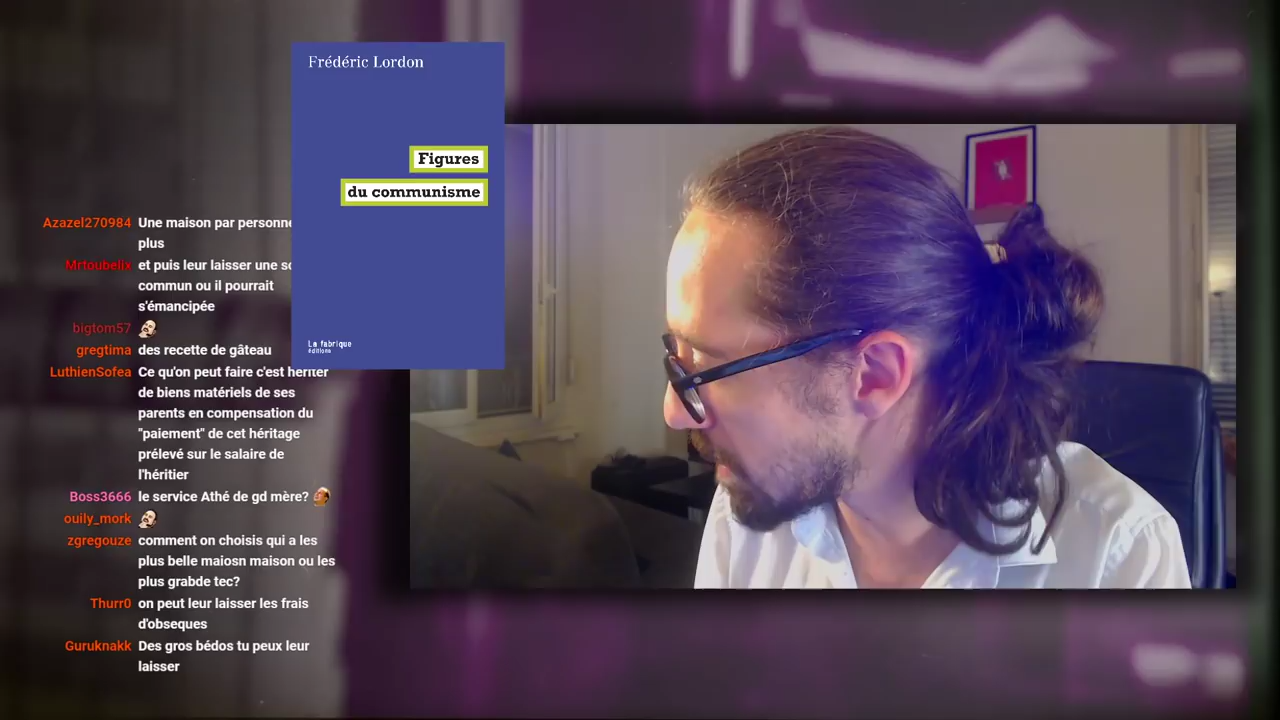 Frédéric Lordon
Figures
du communisme
La fabrique
éditions
Azazel270984 Une maison par personne
plus
Mrtoubelix et puis leur laisser une
commun ou il pourrait
s'émancipée
bigtom57
gregtima des recette de gâteau
LuthienSofea Ce qu'on peut faire c'est hériter
de biens matériels de ses
parents en compensation du
"paiement" de cet héritage
prélevé sur le salaire de
l'héritier
Boss3666 le service Athé de gd mère?
ouily_mork
zgregouze comment on choisis qui a les
plus belle maiosn maison ou les
plus grabde tec?
Thurr0 on peut leur laisser les frais
d'obseques
Guruknakk Des gros bédos tu peux leur
laisser